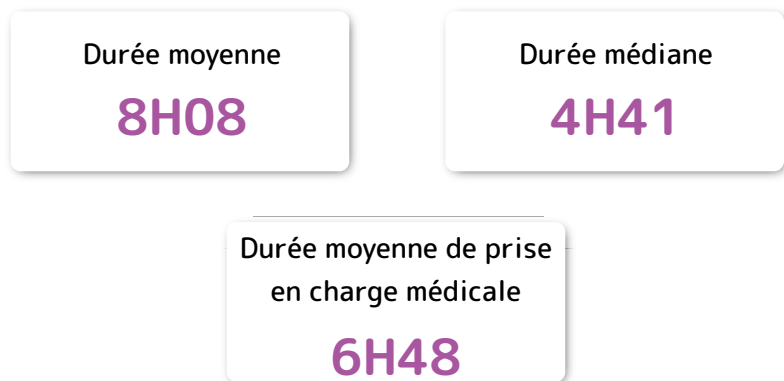 Durée moyenne
8H08
Durée médiane
4H41
Durée moyenne de prise
en charge médicale
6H48